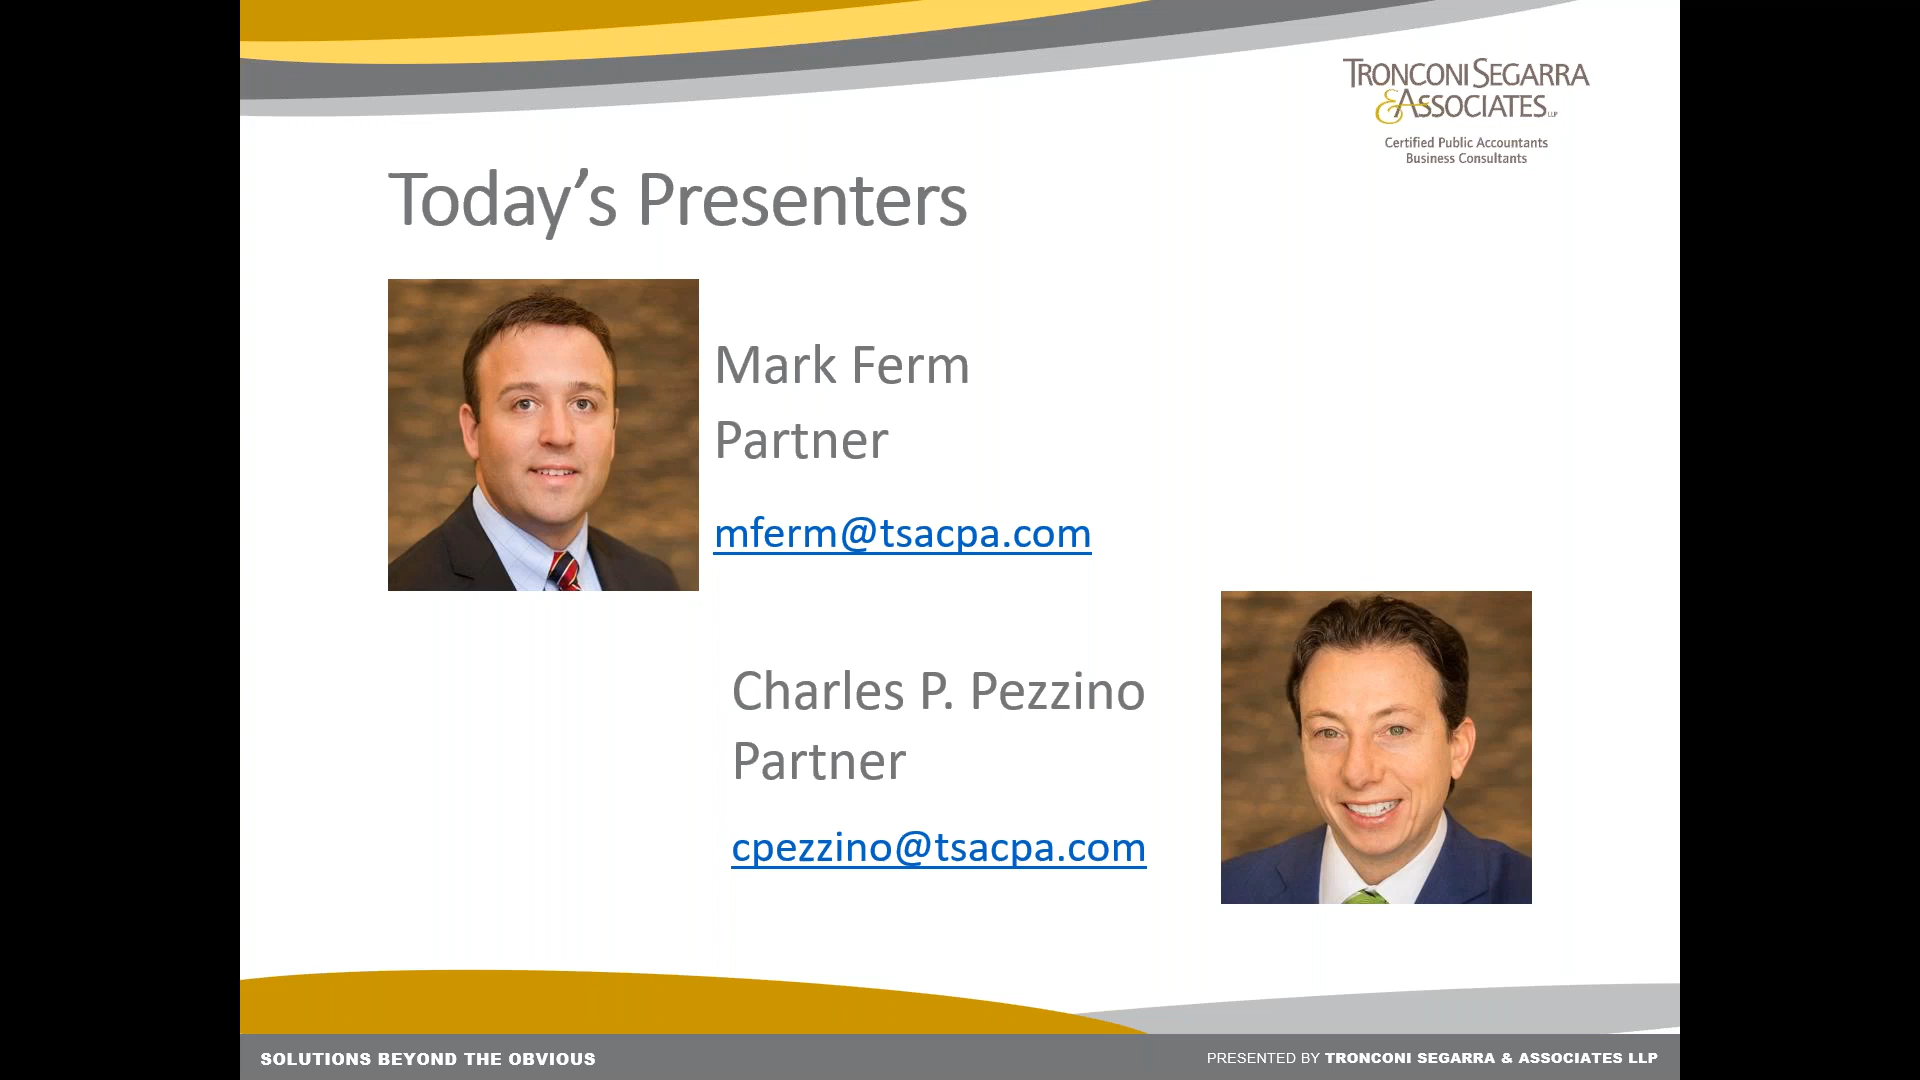 TRONCONI SEGARRA
& ASSOCIATES LLP
Certified Public Accountants
Business Consultants
Today’s Presenters
Mark Ferm
Partner
mferm@tsacpa.com
Charles P. Pezzino
Partner
cpezzino@tsacpa.com
SOLUTIONS BEYOND THE OBVIOUS
PRESENTED BY TRONCONI SEGARRA & ASSOCIATES LLP